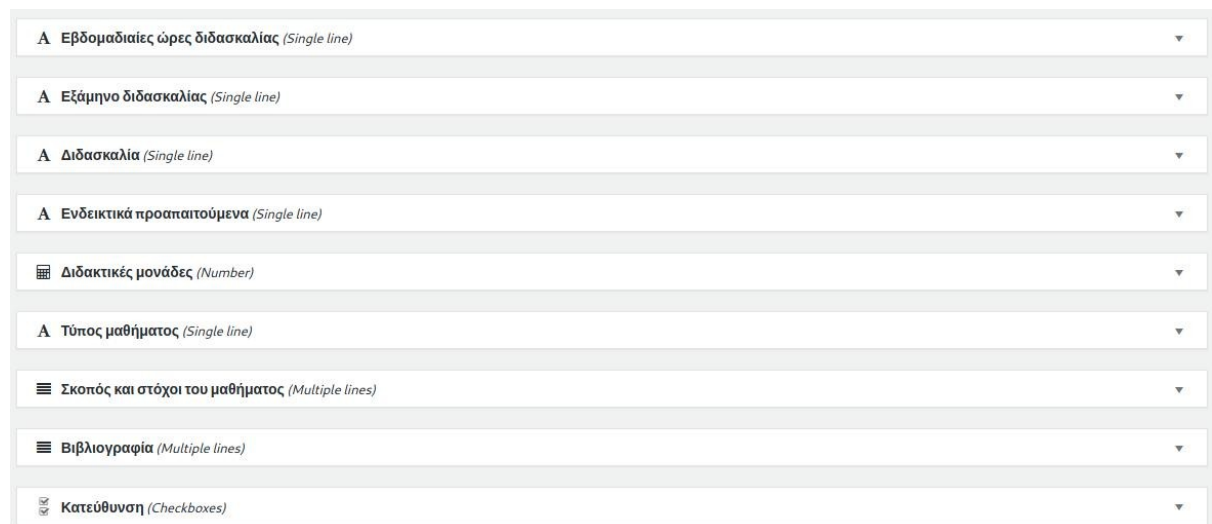 A Εβδομαδιαίες ώρες διδασκαλίας (Single line)
A Εξάμηνο διδασκαλίας (Single line)
A Διδασκαλία (Single line)
A Ενδεικτικά προαπαιτούμενα (Single line)
Διδακτικές μονάδες (Number)
A Τύπος μαθήματος (Single line)
Σκοπός και στόχοι του μαθήματος (Multiple lines)
Βιβλιογραφία (Multiple lines)
Κατεύθυνση (Checkboxes)